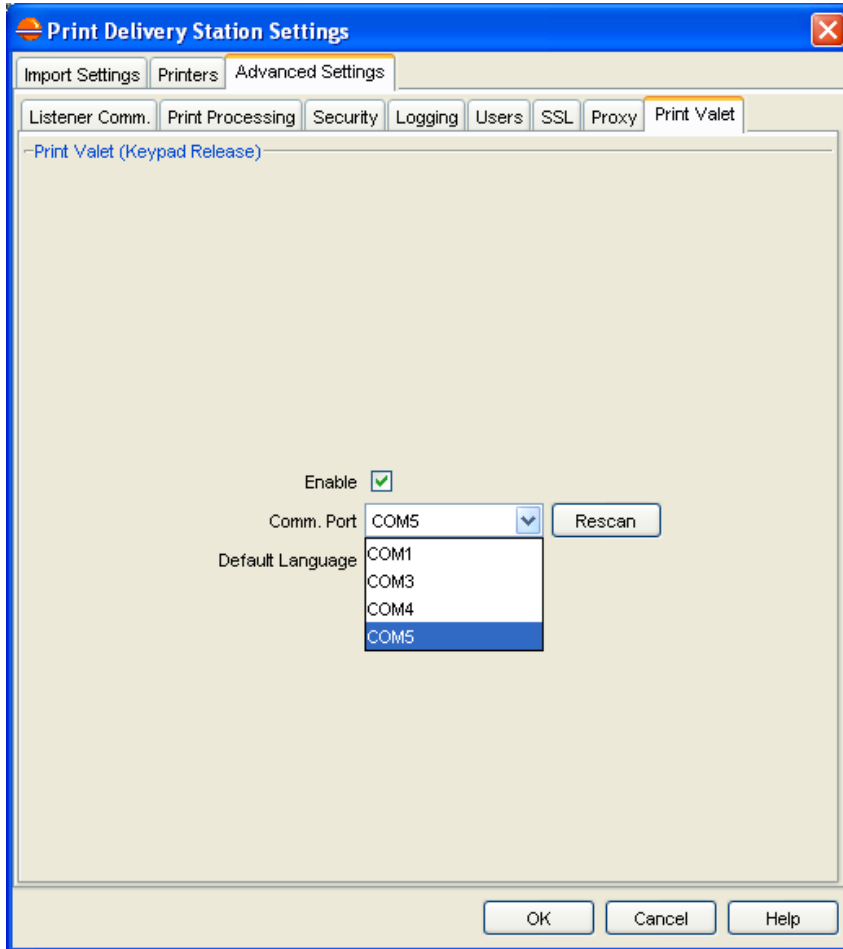 Print Delivery Station Settings
Import Settings Printers Advanced Settings
Listener Comm. Print Processing Security Logging Users SSL Proxy Print Valet
Print Valet (Keypad Release)
Enable
Comm. Port COM5 Rescan
Default Language COM1
COM3
COM4
COM5
OK Cancel Help